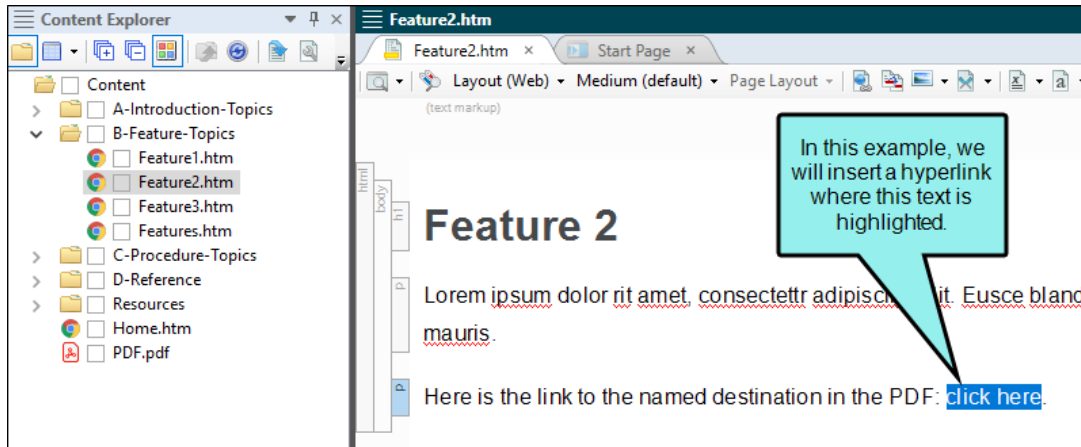 Content Explorer
Feature2.htm
Feature2.htm
Start Page
Layout (Web)
Medium (default)
Page Layout
x
a
Content
A-Introduction-Topics
B-Feature-Topics
Feature1.htm
Feature2.htm
Feature3.htm
Features.htm
C-Procedure-Topics
D-Reference
Resources
Home.htm
PDF.pdf
(text markup)
html
body
h1
p
p
In this example, we
will insert a hyperlink
where this text is
highlighted.
Feature 2
Lorem ipsum dolor rit amet, consectettr adipisci it. Eusce bland
mauris.
Here is the link to the named destination in the PDF: click here.